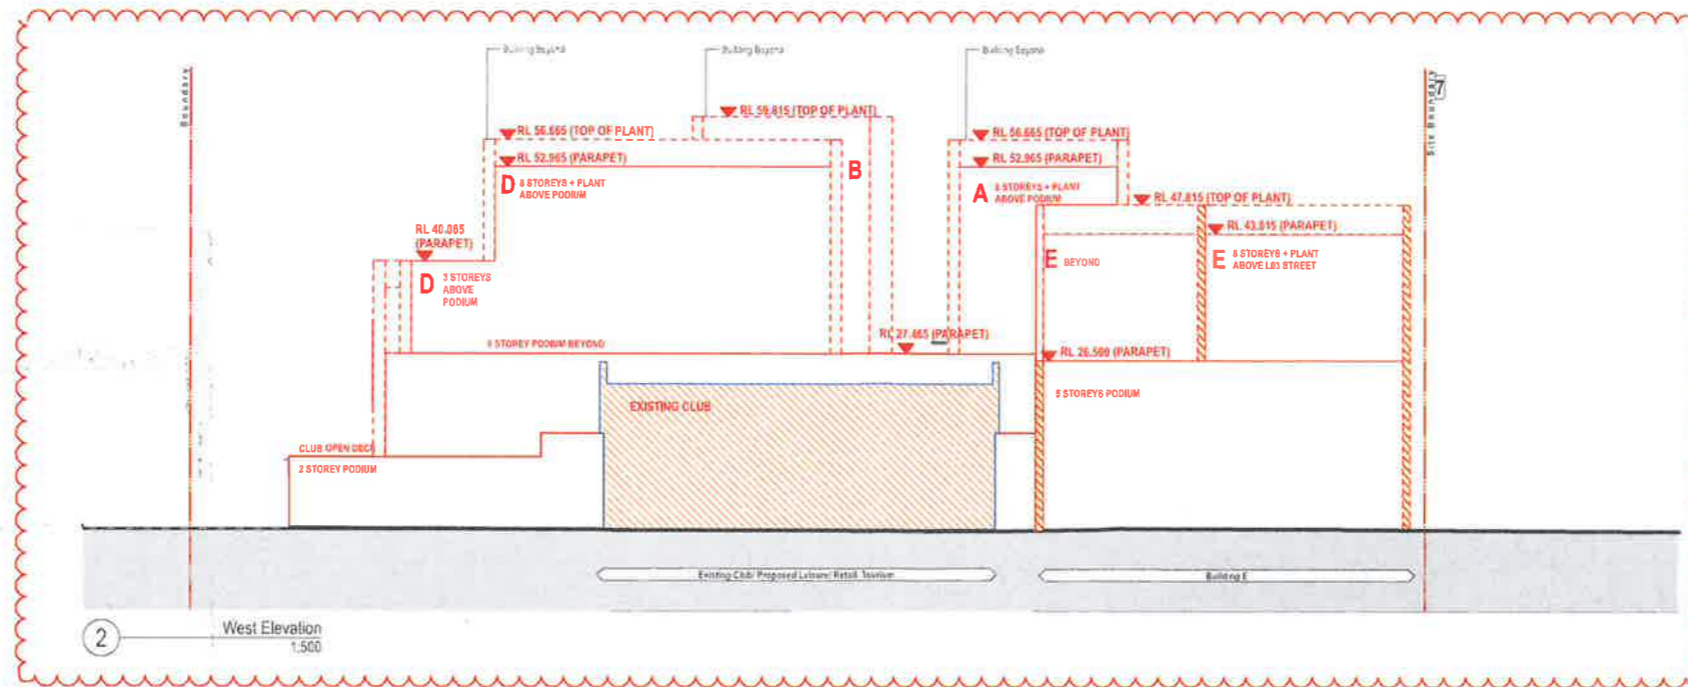 Building Beyond
Building Beyond
Building Beyond
Boundary
Site Boundary
7
RL 59.815 (TOP OF PLANT)
RL 56.665 (TOP OF PLANT)
RL 56.665 (TOP OF PLANT)
RL 52.965 (PARAPET)
RL 52.965 (PARAPET)
B
D
8 STOREYS + PLANT
ABOVE PODIUM
A
8 STOREYS + PLANT
ABOVE PODIUM
RL 47.815 (TOP OF PLANT)
RL 40.065
(PARAPET)
RL 43.815 (PARAPET)
D
3 STOREYS
ABOVE
PODIUM
E BEYOND
E
8 STOREYS + PLANT
ABOVE L03 STREET
RL 27.465 (PARAPET)
STOREY PODIUM BEYOND
RL 26.500 (PARAPET)
EXISTING CLUB
5 STOREYS PODIUM
CLUB OPEN DECK
2 STOREY PODIUM
Existing Club/ Proposed Leisure/ Retail Tourism
Building E
2
West Elevation
1:500